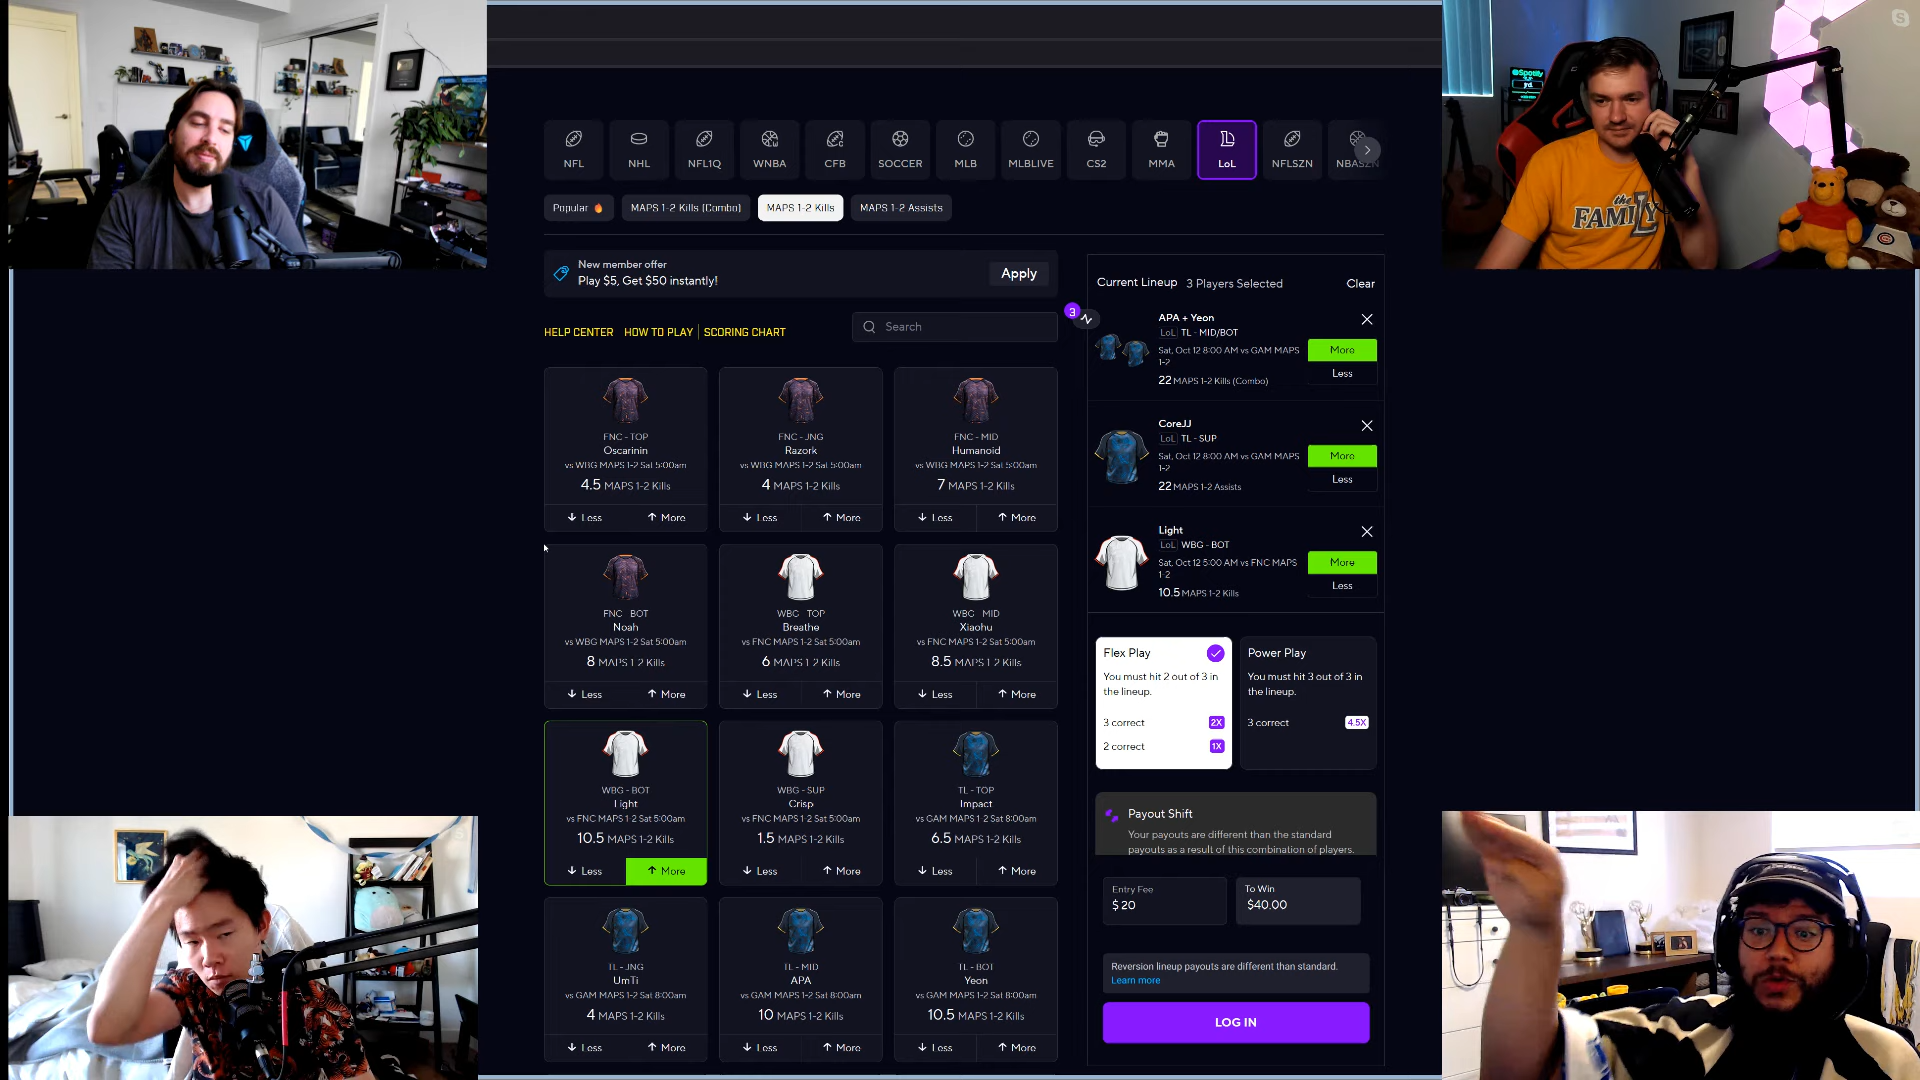 NFL
NHL
NFL1Q
WNBA
CFB
SOCCER
MLB
MLBLIVE
CS2
MMA
LoL
NFLSZN
NBASZN
Popular
MAPS 1-2 Kills (Combo)
MAPS 1-2 Kills
MAPS 1-2 Assists
New member offer
Play $5, Get $50 instantly!
Apply
HELP CENTER
HOW TO PLAY
SCORING CHART
Search
FNC - TOP
Oscarinin
vs WBG MAPS 1-2 Sat 5:00am
4.5 MAPS 1-2 Kills
Less
More
FNC - JNG
Razork
vs WBG MAPS 1-2 Sat 5:00am
4 MAPS 1-2 Kills
Less
More
FNC - MID
Humanoid
vs WBG MAPS 1-2 Sat 5:00am
7 MAPS 1-2 Kills
Less
More
FNC - BOT
Noah
vs WBG MAPS 1-2 Sat 5:00am
8 MAPS 1-2 Kills
Less
More
WBG - TOP
Breathe
vs FNC MAPS 1-2 Sat 5:00am
6 MAPS 1-2 Kills
Less
More
WBG - MID
Xiaohu
vs FNC MAPS 1-2 Sat 5:00am
8.5 MAPS 1-2 Kills
Less
More
WBG - BOT
Light
vs FNC MAPS 1-2 Sat 5:00am
10.5 MAPS 1-2 Kills
Less
More
WBG - SUP
Crisp
vs FNC MAPS 1-2 Sat 5:00am
1.5 MAPS 1-2 Kills
Less
More
TL - TOP
Impact
vs GAM MAPS 1-2 Sat 8:00am
6.5 MAPS 1-2 Kills
Less
More
TL - JNG
UmTi
vs GAM MAPS 1-2 Sat 8:00am
4 MAPS 1-2 Kills
Less
More
TL - MID
APA
vs GAM MAPS 1-2 Sat 8:00am
10 MAPS 1-2 Kills
Less
More
TL - BOT
Yeon
vs GAM MAPS 1-2 Sat 8:00am
10.5 MAPS 1-2 Kills
Less
More
3
Current Lineup 3 Players Selected
Clear
APA + Yeon
LoL TL - MID/BOT
Sat, Oct 12 8:00 AM vs GAM MAPS
1-2
22 MAPS 1-2 Kills (Combo)
More
Less
CoreJJ
LoL TL - SUP
Sat, Oct 12 8:00 AM vs GAM MAPS
1-2
22 MAPS 1-2 Assists
More
Less
Light
LoL WBG - BOT
Sat, Oct 12 5:00 AM vs FNC MAPS
1-2
10.5 MAPS 1-2 Kills
More
Less
Flex Play
You must hit 2 out of 3 in
the lineup.
3 correct 2X
2 correct 1X
Power Play
You must hit 3 out of 3 in
the lineup.
3 correct 4.5X
Payout Shift
Your payouts are different than the standard
payouts as a result of this combination of players.
Entry Fee
$ 20
To Win
$40.00
Reversion lineup payouts are different than standard.
Learn more
LOG IN
Spotify
the
FAMILY